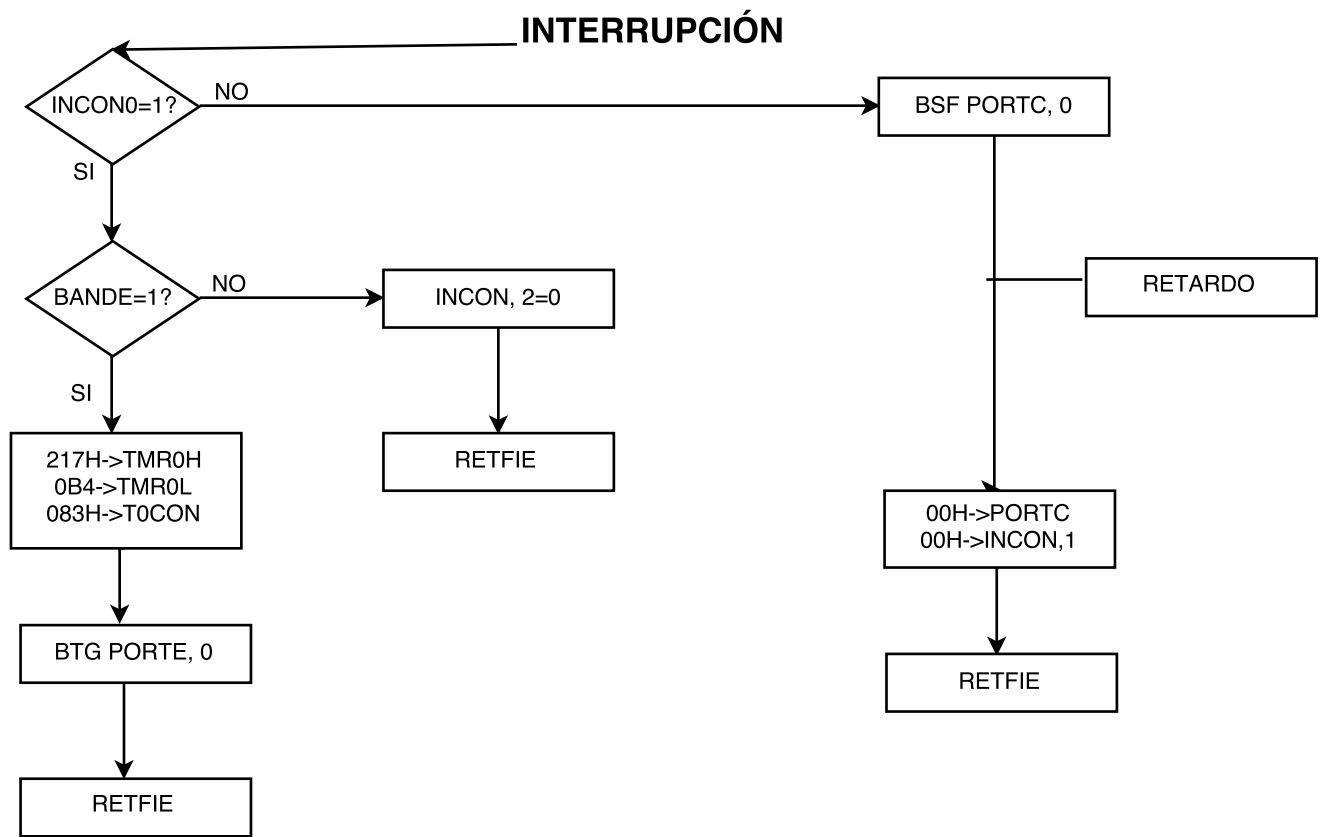 INTERRUPCIÓN
INCON0=1?
NO
BSF PORTC, 0
SI
BANDE=1?
NO
INCON, 2=0
RETARDO
SI
217H->TMR0H
0B4->TMR0L
083H->T0CON
RETFIE
00H->PORTC
00H->INCON,1
BTG PORTE, 0
RETFIE
RETFIE